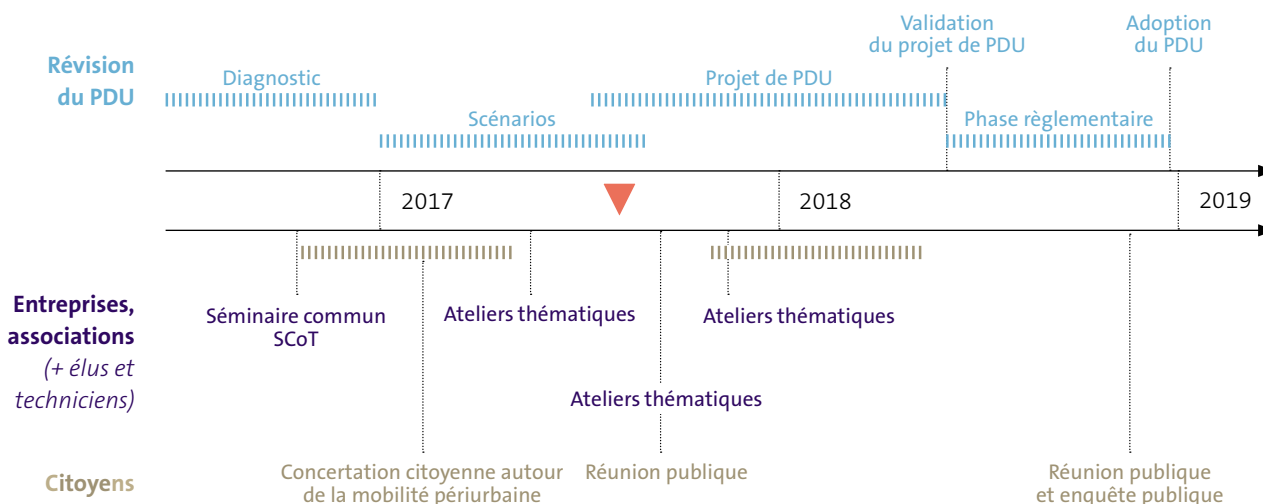 Révision
du PDU
Diagnostic
Scénarios
Projet de PDU
Validation
du projet de PDU
Phase règlementaire
Adoption
du PDU
2017
2018
2019
Entreprises,
associations
(+ élus et
techniciens)
Séminaire commun
SCoT
Ateliers thématiques
Ateliers thématiques
Ateliers thématiques
Citoyens
Concertation citoyenne autour
de la mobilité périurbaine
Réunion publique
Réunion publique
et enquête publique